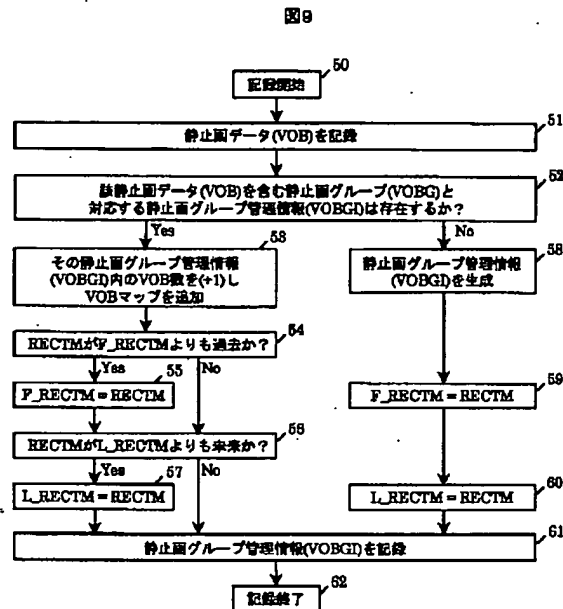 図9
50
記録開始
51
静止画データ(VOB)を記録
52
該静止画データ(VOB)を含む静止画グループ(VOBG)と
対応する静止画グループ管理情報(VOBGI)は存在するか?
Yes
No
53
その静止画グループ管理情報
(VOBGI)内のVOB数を(+1)し
VOBマップを追加
58
静止画グループ管理情報
(VOBGI)を生成
54
RECTMがF_RECTMよりも過去か?
Yes
55
No
F_RECTM = RECTM
59
F_RECTM = RECTM
56
RECTMがL_RECTMよりも未来か?
Yes
57
No
L_RECTM = RECTM
60
L_RECTM = RECTM
61
静止画グループ管理情報(VOBGI)を記録
62
記録終了